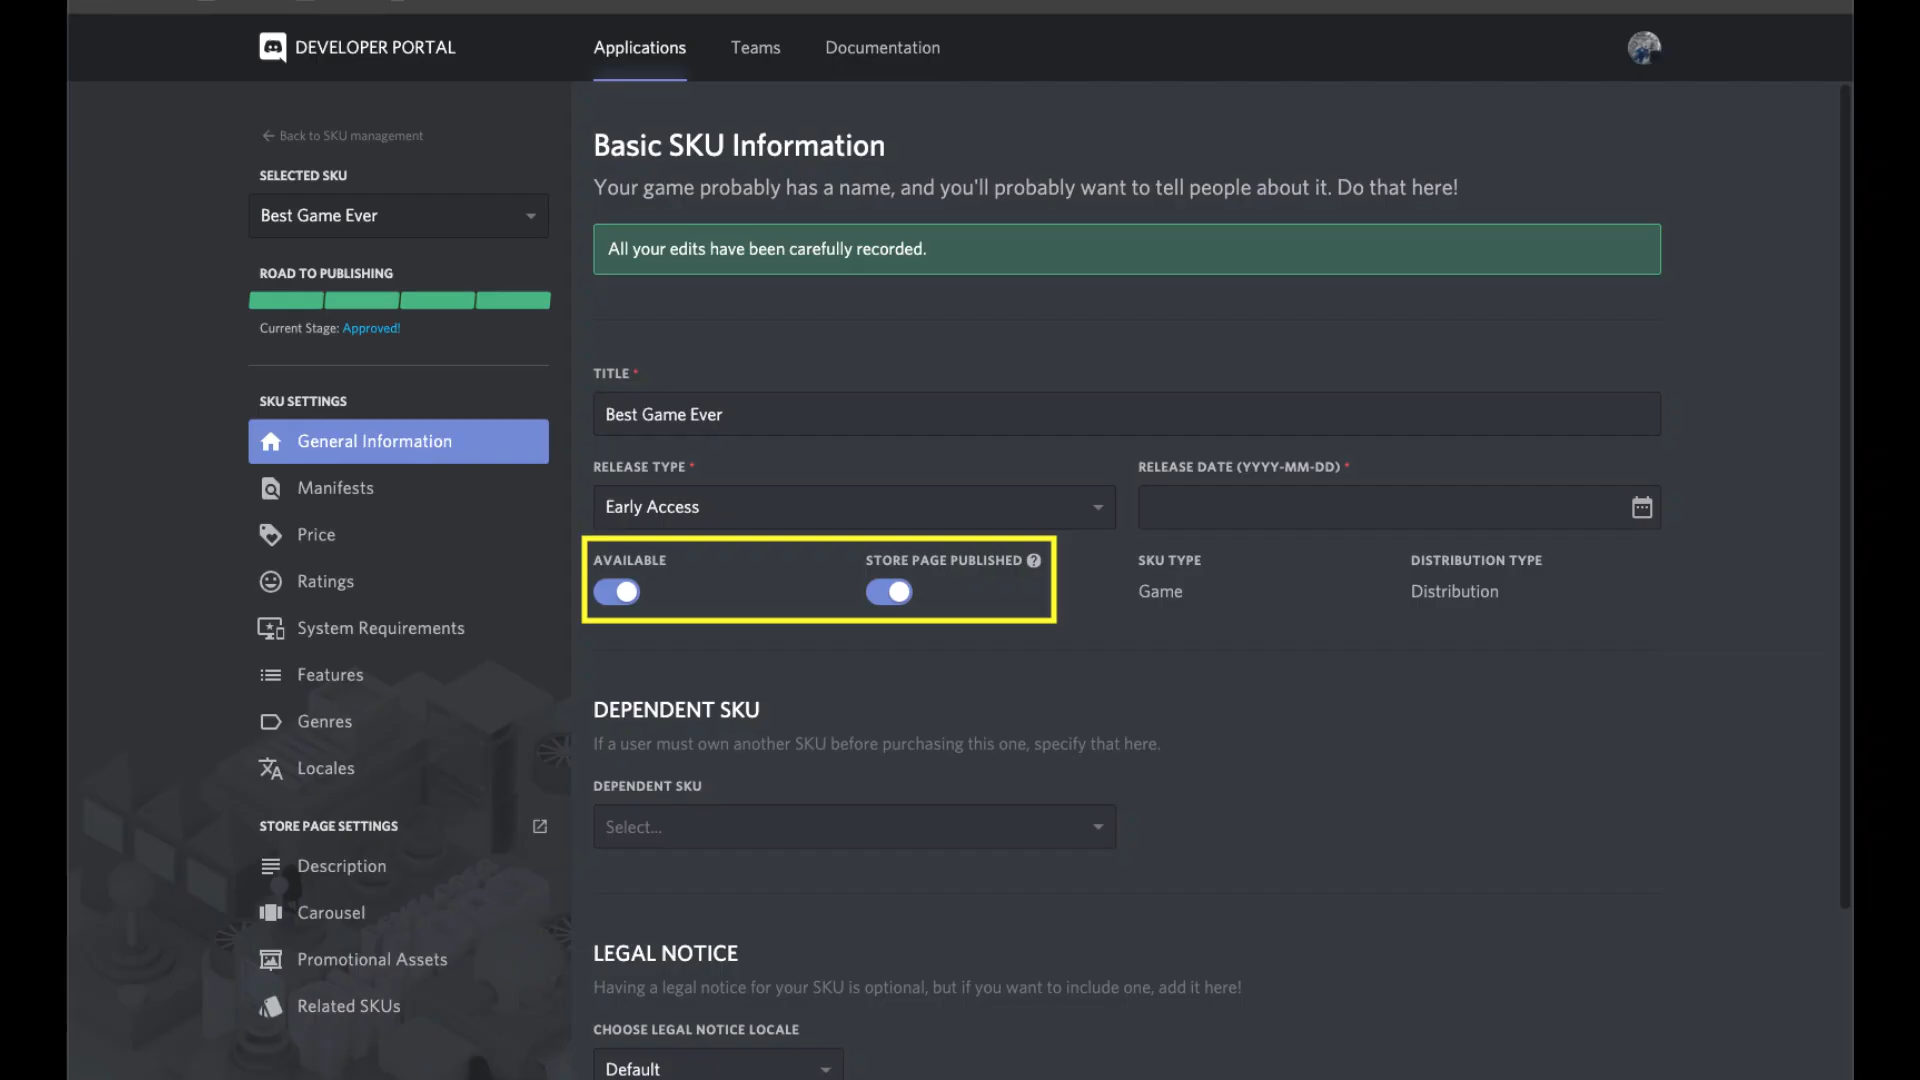 DEVELOPER PORTAL
Applications
Teams
Documentation
Back to SKU management
SELECTED SKU
Best Game Ever
ROAD TO PUBLISHING
Current Stage: Approved!
SKU SETTINGS
General Information
Manifests
Price
Ratings
System Requirements
Features
Genres
Locales
STORE PAGE SETTINGS
Description
Carousel
Promotional Assets
Related SKUs
Basic SKU Information
Your game probably has a name, and you'll probably want to tell people about it. Do that here!
All your edits have been carefully recorded.
TITLE *
Best Game Ever
RELEASE TYPE *
Early Access
RELEASE DATE (YYYY-MM-DD) *
AVAILABLE
STORE PAGE PUBLISHED ?
SKU TYPE
Game
DISTRIBUTION TYPE
Distribution
DEPENDENT SKU
If a user must own another SKU before purchasing this one, specify that here.
DEPENDENT SKU
Select...
LEGAL NOTICE
Having a legal notice for your SKU is optional, but if you want to include one, add it here!
CHOOSE LEGAL NOTICE LOCALE
Default